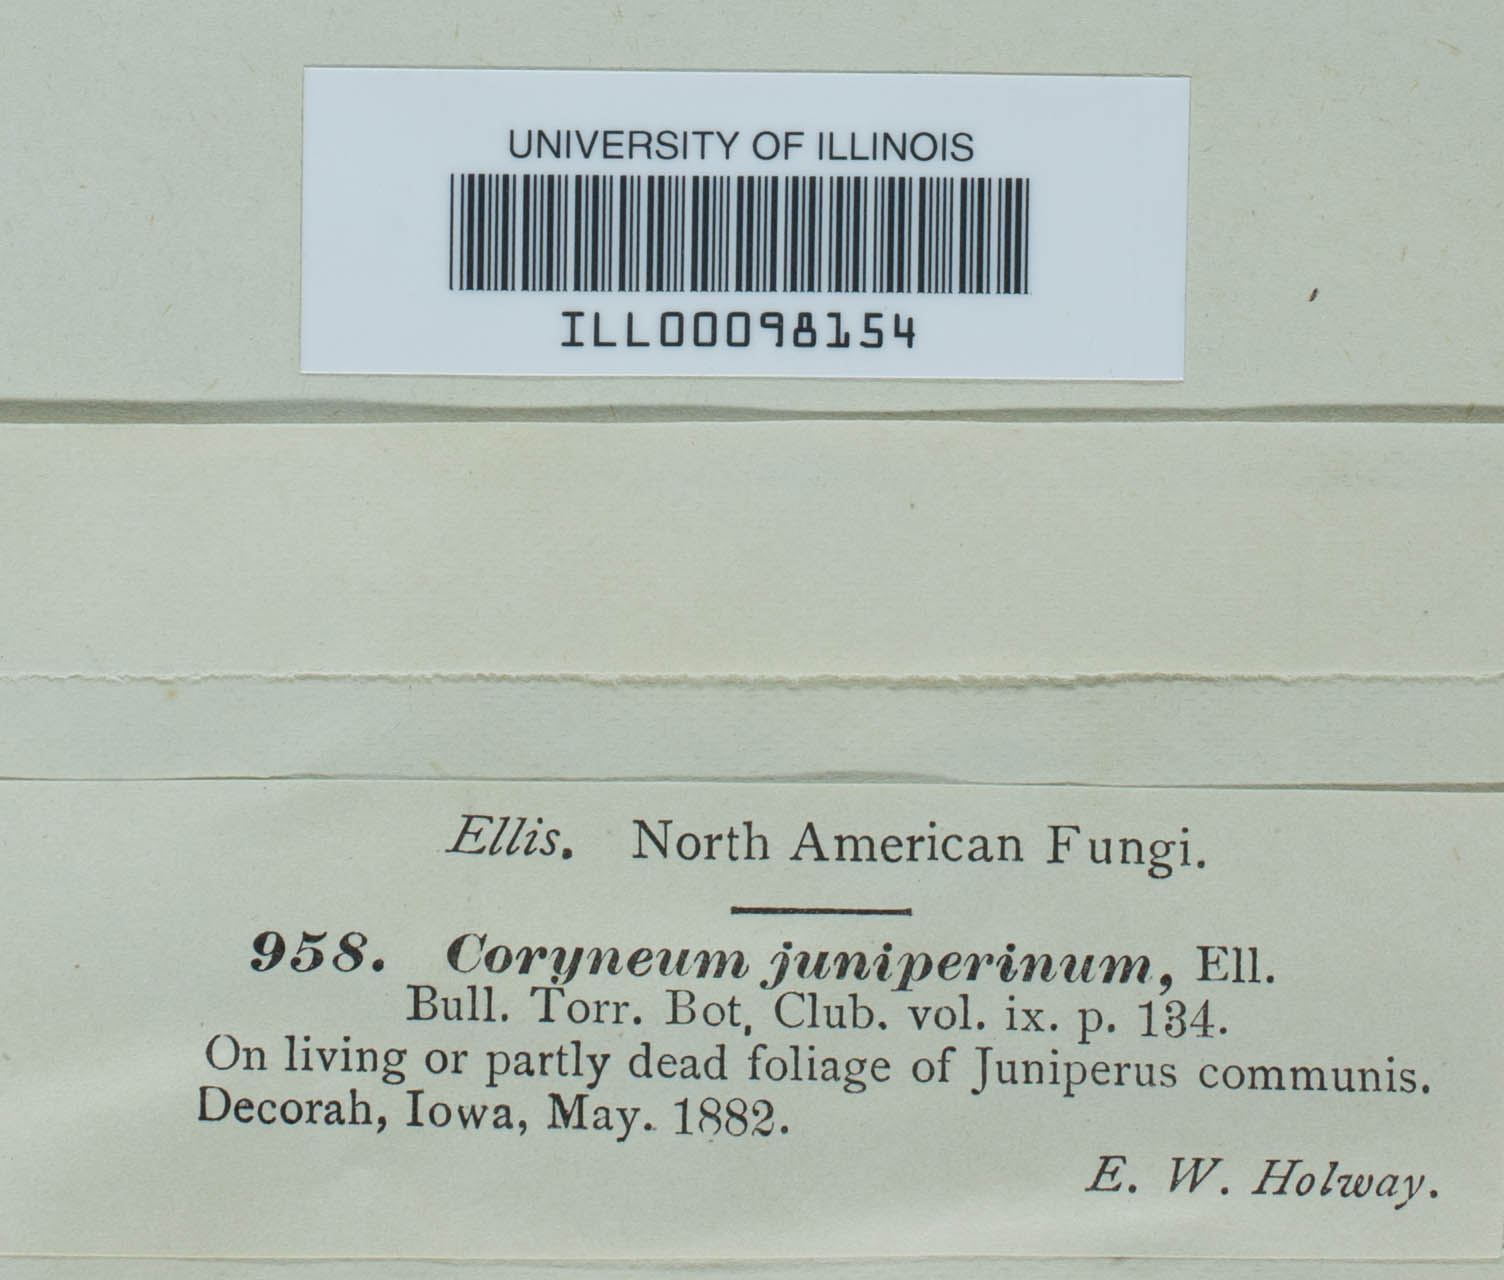 UNIVERSITY OF ILLINOIS
ILL00098154
Ellis. North American Fungi.
958. Coryneum juniperinum, Ell.
Bull. Torr. Bot, Club. vol. ix. p. 134.
On living or partly dead foliage of Juniperus communis.
Decorah, Iowa, May. 1882.
E. W. Holway.